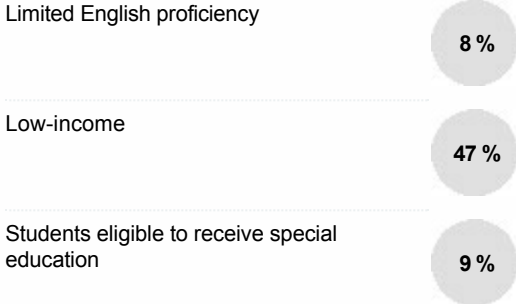 Limited English proficiency
8 %
Low-income
47 %
Students eligible to receive special
education
9 %